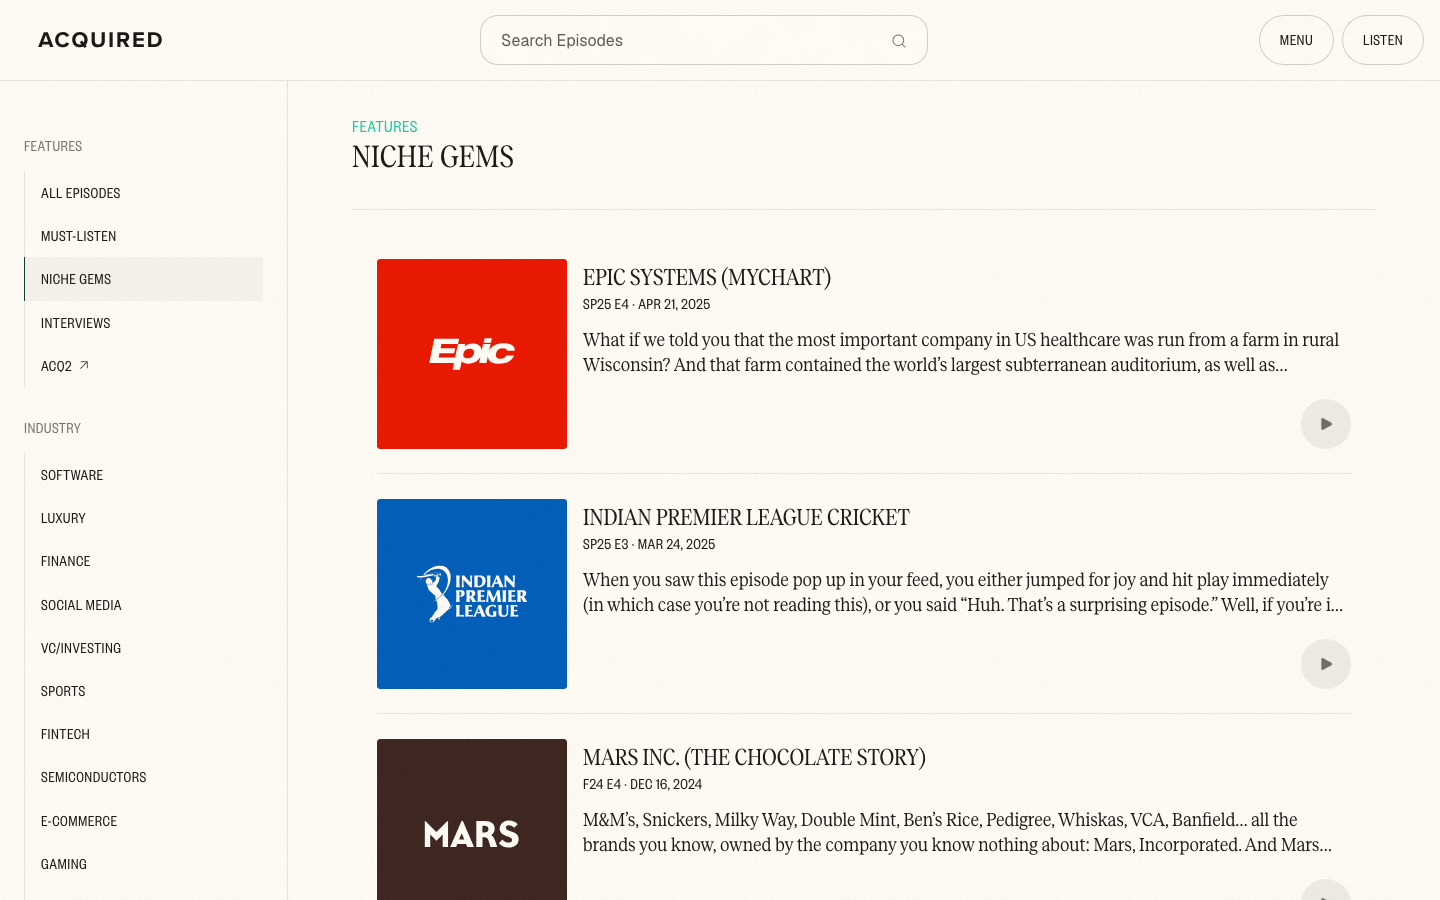 ACQUIRED
Search Episodes
MENU
LISTEN
FEATURES
ALL EPISODES
MUST-LISTEN
NICHE GEMS
INTERVIEWS
ACQ2
INDUSTRY
SOFTWARE
LUXURY
FINANCE
SOCIAL MEDIA
VC/INVESTING
SPORTS
FINTECH
SEMICONDUCTORS
E-COMMERCE
GAMING
FEATURES
NICHE GEMS
Epic
EPIC SYSTEMS (MYCHART)
SP25 E4 · APR 21, 2025
What if we told you that the most important company in US healthcare was run from a farm in rural
Wisconsin? And that farm contained the world’s largest subterranean auditorium, as well as...
INDIAN
PREMIER
LEAGUE
INDIAN PREMIER LEAGUE CRICKET
SP25 E3 · MAR 24, 2025
When you saw this episode pop up in your feed, you either jumped for joy and hit play immediately
(in which case you’re not reading this), or you said “Huh. That’s a surprising episode.” Well, if you’re i...
MARS
MARS INC. (THE CHOCOLATE STORY)
F24 E4 · DEC 16, 2024
M&M’s, Snickers, Milky Way, Double Mint, Ben’s Rice, Pedigree, Whiskas, VCA, Banfield… all the
brands you know, owned by the company you know nothing about: Mars, Incorporated. And Mars...